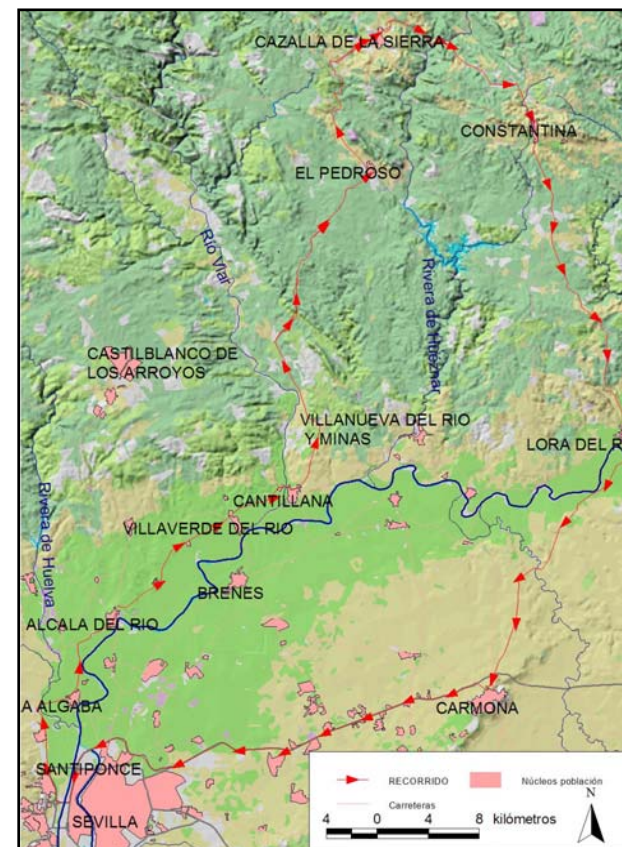 CAZALLA DE LA SIERRA
CONSTANTINA
EL PEDROSO
Río Viar
Rivera de Hueznar
CASTILBLANCO DE
LOS ARROYOS
VILLANUEVA DEL RIO
Y MINAS
LORA DEL R
CANTILLANA
VILLAVERDE DEL RIO
Rivera de Huelva
BRENES
ALCALA DEL RIO
A ALGABA
CARMONA
SANTIPONCE
SEVILLA
RECORRIDO
Núcleos población
Carreteras
N
4 0 4 8 kilómetros